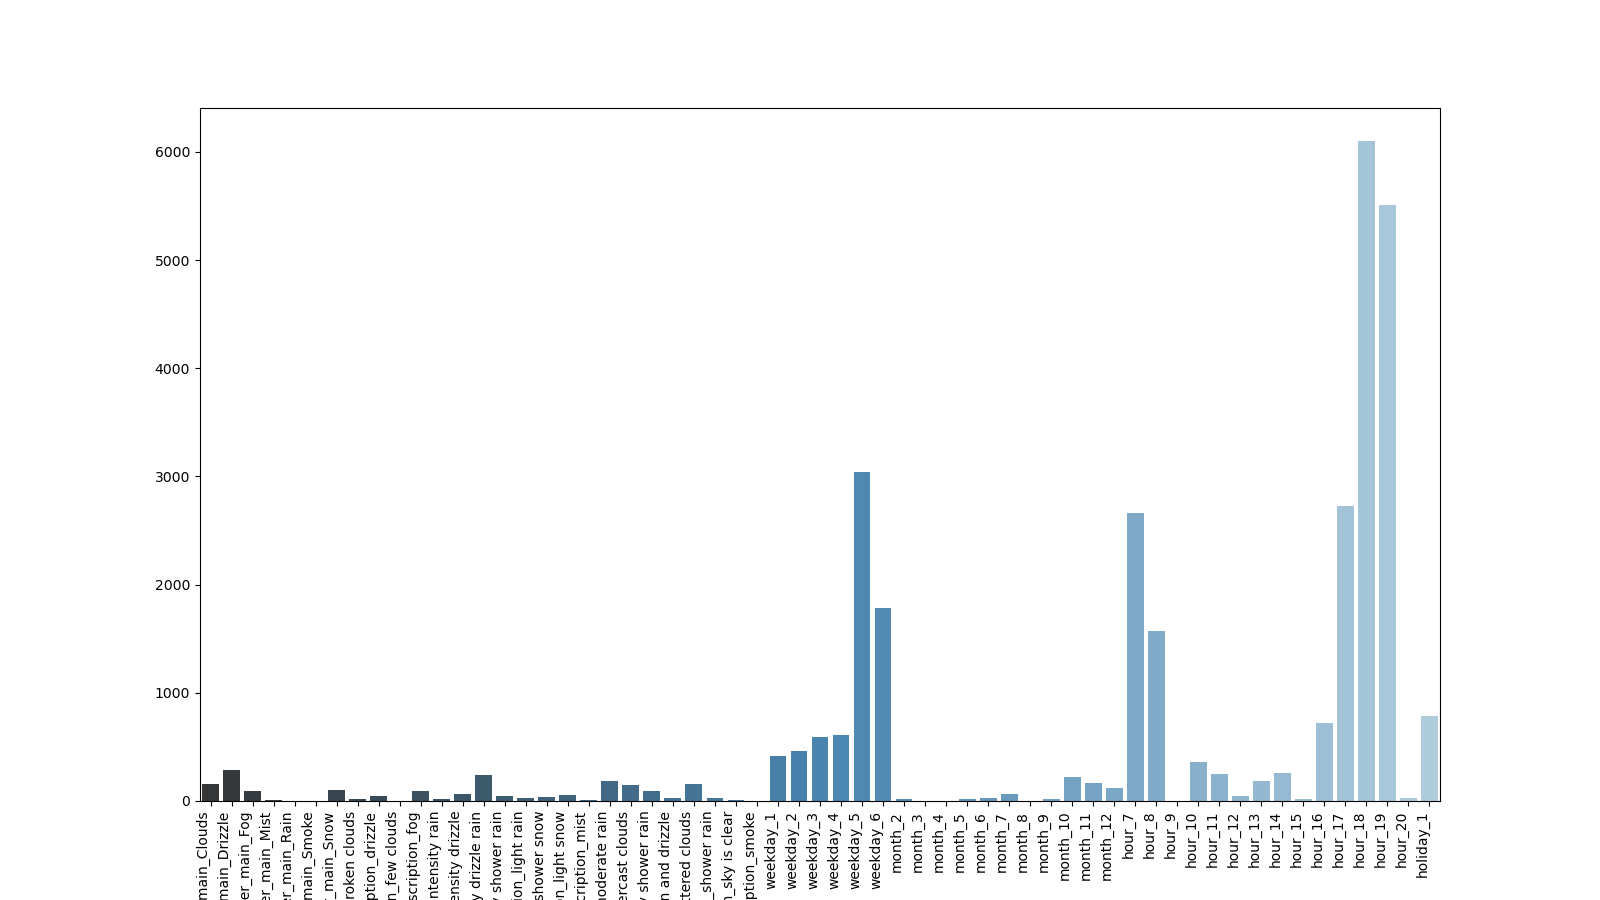 6000
5000
4000
3000
2000
1000
0
main_Clouds
main_Drizzle
er_main_Fog
er_main_Mist
er_main_Rain
main_Smoke
_main_Snow
roken clouds
ption_drizzle
n_few clouds
scription_fog
ntensity rain
ensity drizzle
y drizzle rain
y shower rain
ion_light rain
shower snow
on_light snow
cription_mist
noderate rain
ercast clouds
y shower rain
n and drizzle
ttered clouds
_shower rain
n_sky is clear
ption_smoke
weekday_1
weekday_2
weekday_3
weekday_4
weekday_5
weekday_6
month_2
month_3
month_4
month_5
month_6
month_7
month_8
month_9
month_10
month_11
month_12
hour_7
hour_8
hour_9
hour_10
hour_11
hour_12
hour_13
hour_14
hour_15
hour_16
hour_17
hour_18
hour_19
hour_20
holiday_1